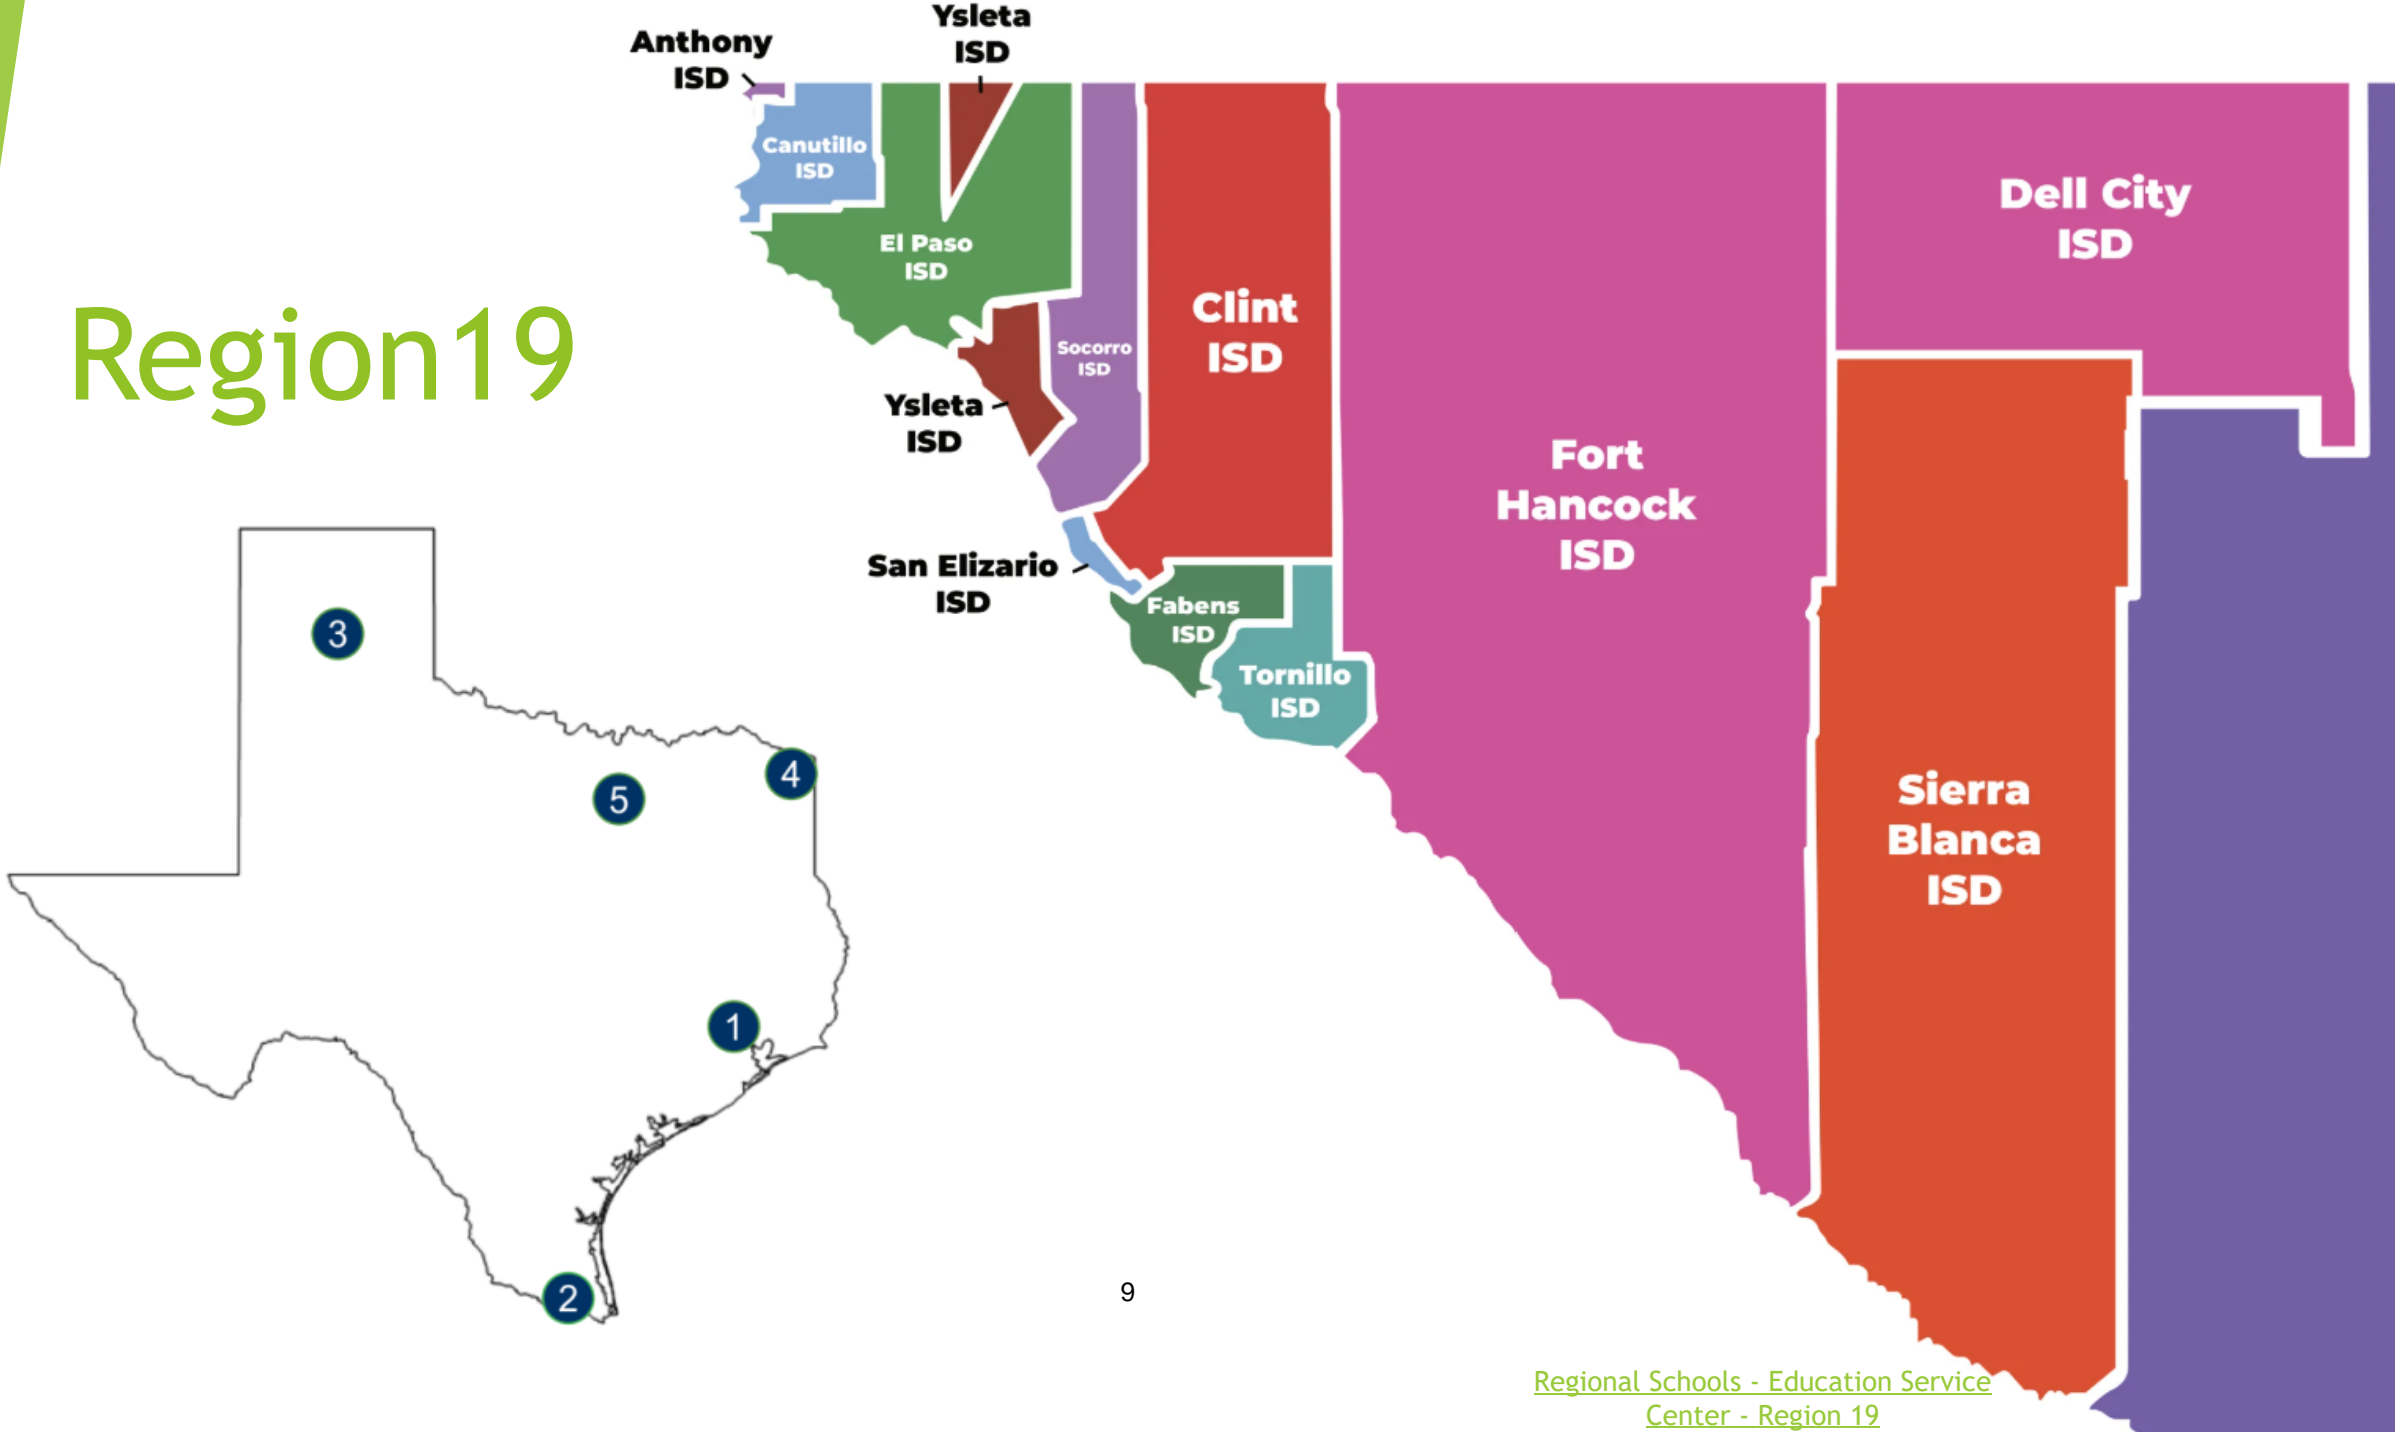 Region19
Anthony
ISD
Ysleta
ISD
Canutillo
ISD
El Paso
ISD
Socorro
ISD
Clint
ISD
Ysleta
ISD
San Elizario
ISD
Fabens
ISD
Tornillo
ISD
Fort
Hancock
ISD
Dell City
ISD
Sierra
Blanca
ISD
3
4
5
1
2
9
Regional Schools - Education Service
Center - Region 19